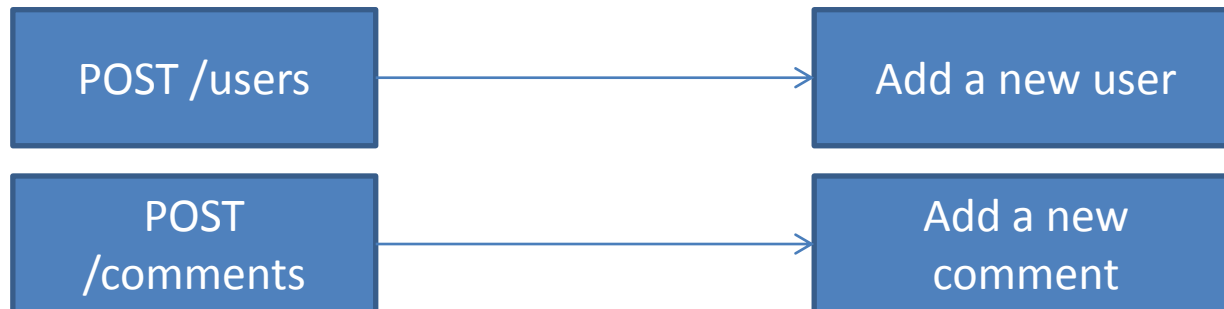 POST /users
Add a new user
POST
/comments
Add a new
comment